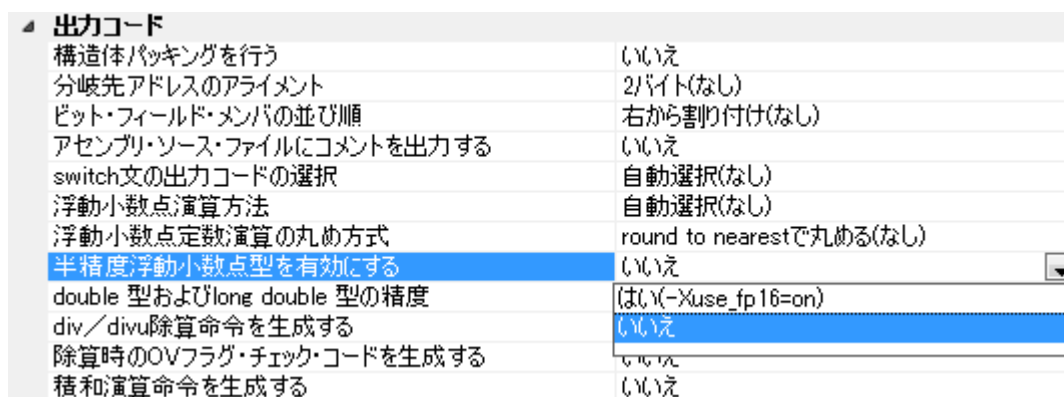 出力コード
構造体パッキングを行う いいえ
分岐先アドレスのアライメント 2バイト(なし)
ビット・フィールド・メンバの並び順 右から割り付け(なし)
アセンブリ・ソース・ファイルにコメントを出力する いいえ
switch文の出力コードの選択 自動選択(なし)
浮動小数点演算方法 自動選択(なし)
浮動小数点定数演算の丸め方式 round to nearestで丸める(なし)
半精度浮動小数点型を有効にする いいえ
double 型およびlong double 型の精度 はい(-Xuse_fp16=on)
div/divu除算命令を生成する いいえ
除算時のOVフラグ・チェック・コードを生成する いいえ
積和演算命令を生成する いいえ